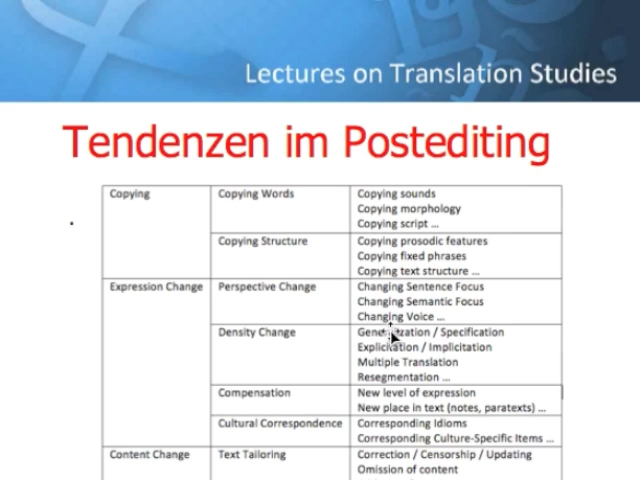 Lectures on Translation Studies
Tendenzen im Postediting
Copying
Copying Words
Copying sounds
Copying morphology
Copying script ...
Copying Structure
Copying prosodic features
Copying fixed phrases
Copying text structure ...
Expression Change
Perspective Change
Changing Sentence Focus
Changing Semantic Focus
Changing Voice ...
Density Change
Generalization / Specification
Explicitation / Implicitation
Multiple Translation
Resegmentation ...
Compensation
New level of expression
New place in text (notes, paratexts) ...
Cultural Correspondence
Corresponding Idioms
Corresponding Culture-Specific Items ...
Content Change
Text Tailoring
Correction / Censorship / Updating
Omission of content